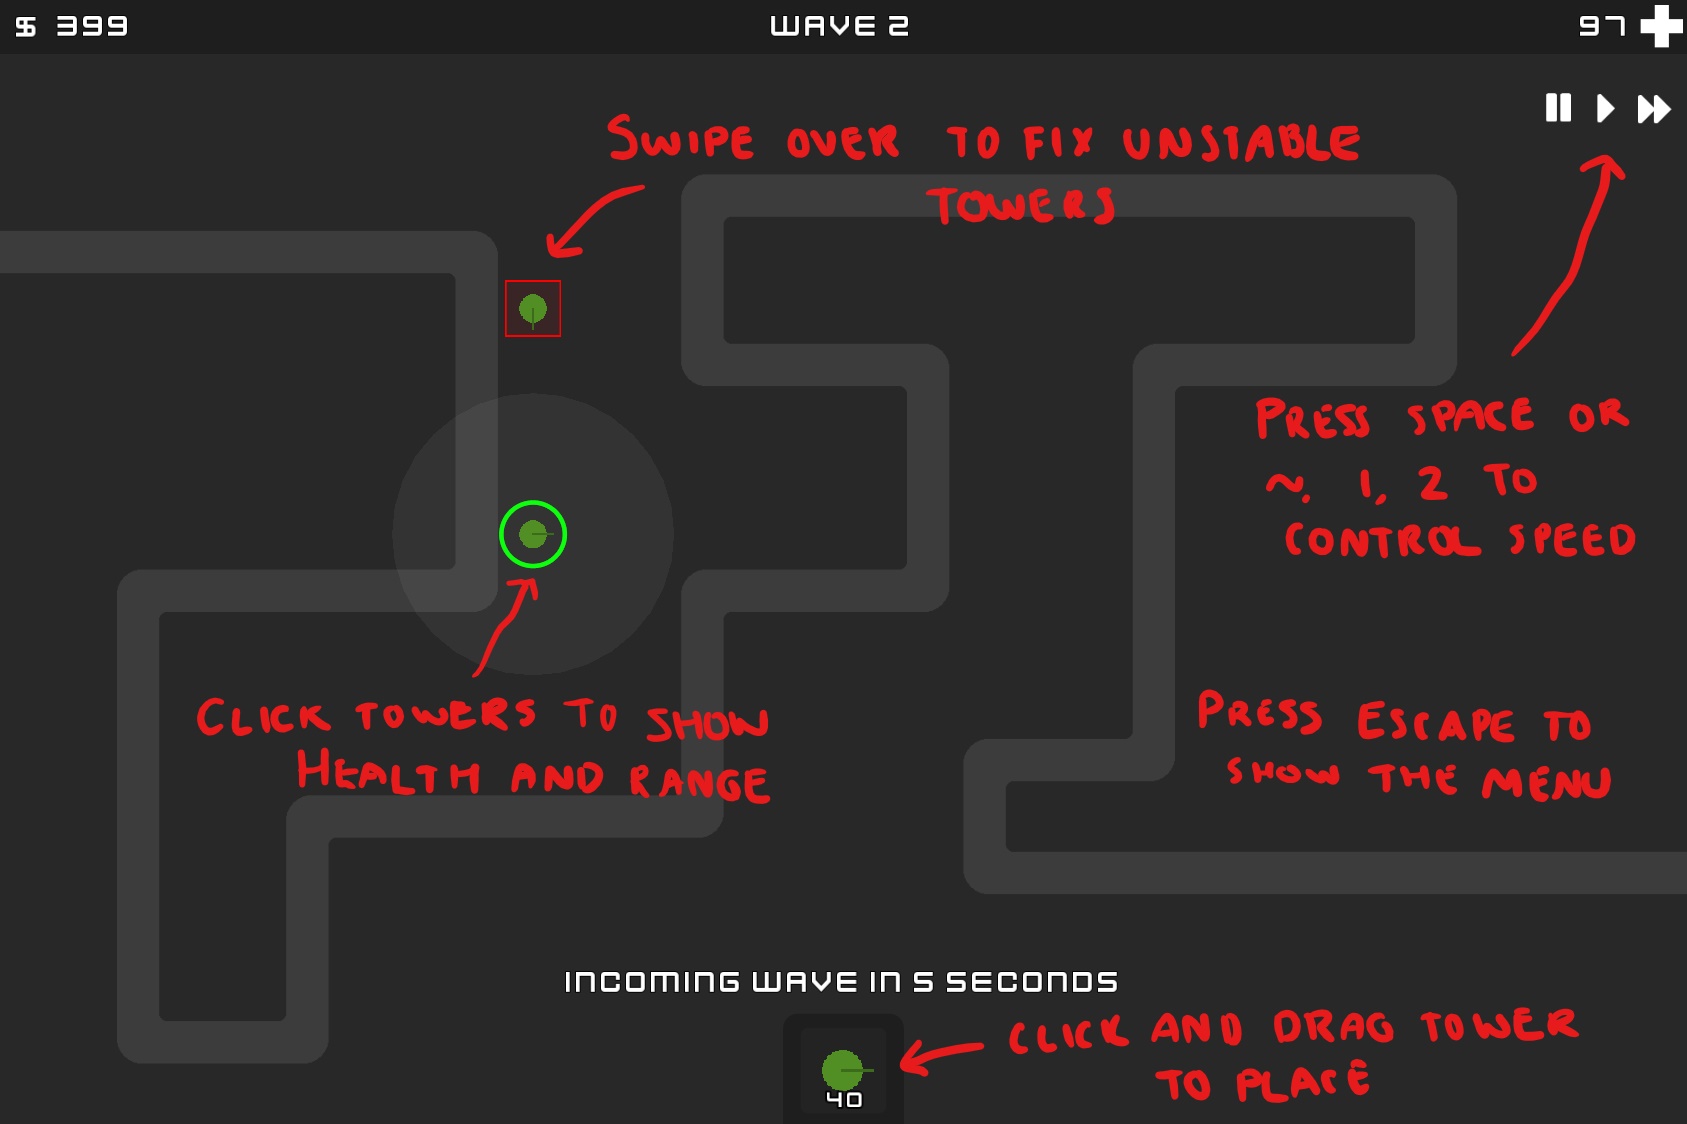 $ 399
WAVE 2
97
SWIPE OVER TO FIX UNSTABLE
TOWERS
PRESS SPACE OR
~, 1, 2 TO
CONTROL SPEED
CLICK TOWERS TO SHOW
HEALTH AND RANGE
PRESS ESCAPE TO
SHOW THE MENU
INCOMING WAVE IN 5 SECONDS
CLICK AND DRAG TOWER
TO PLACE
40